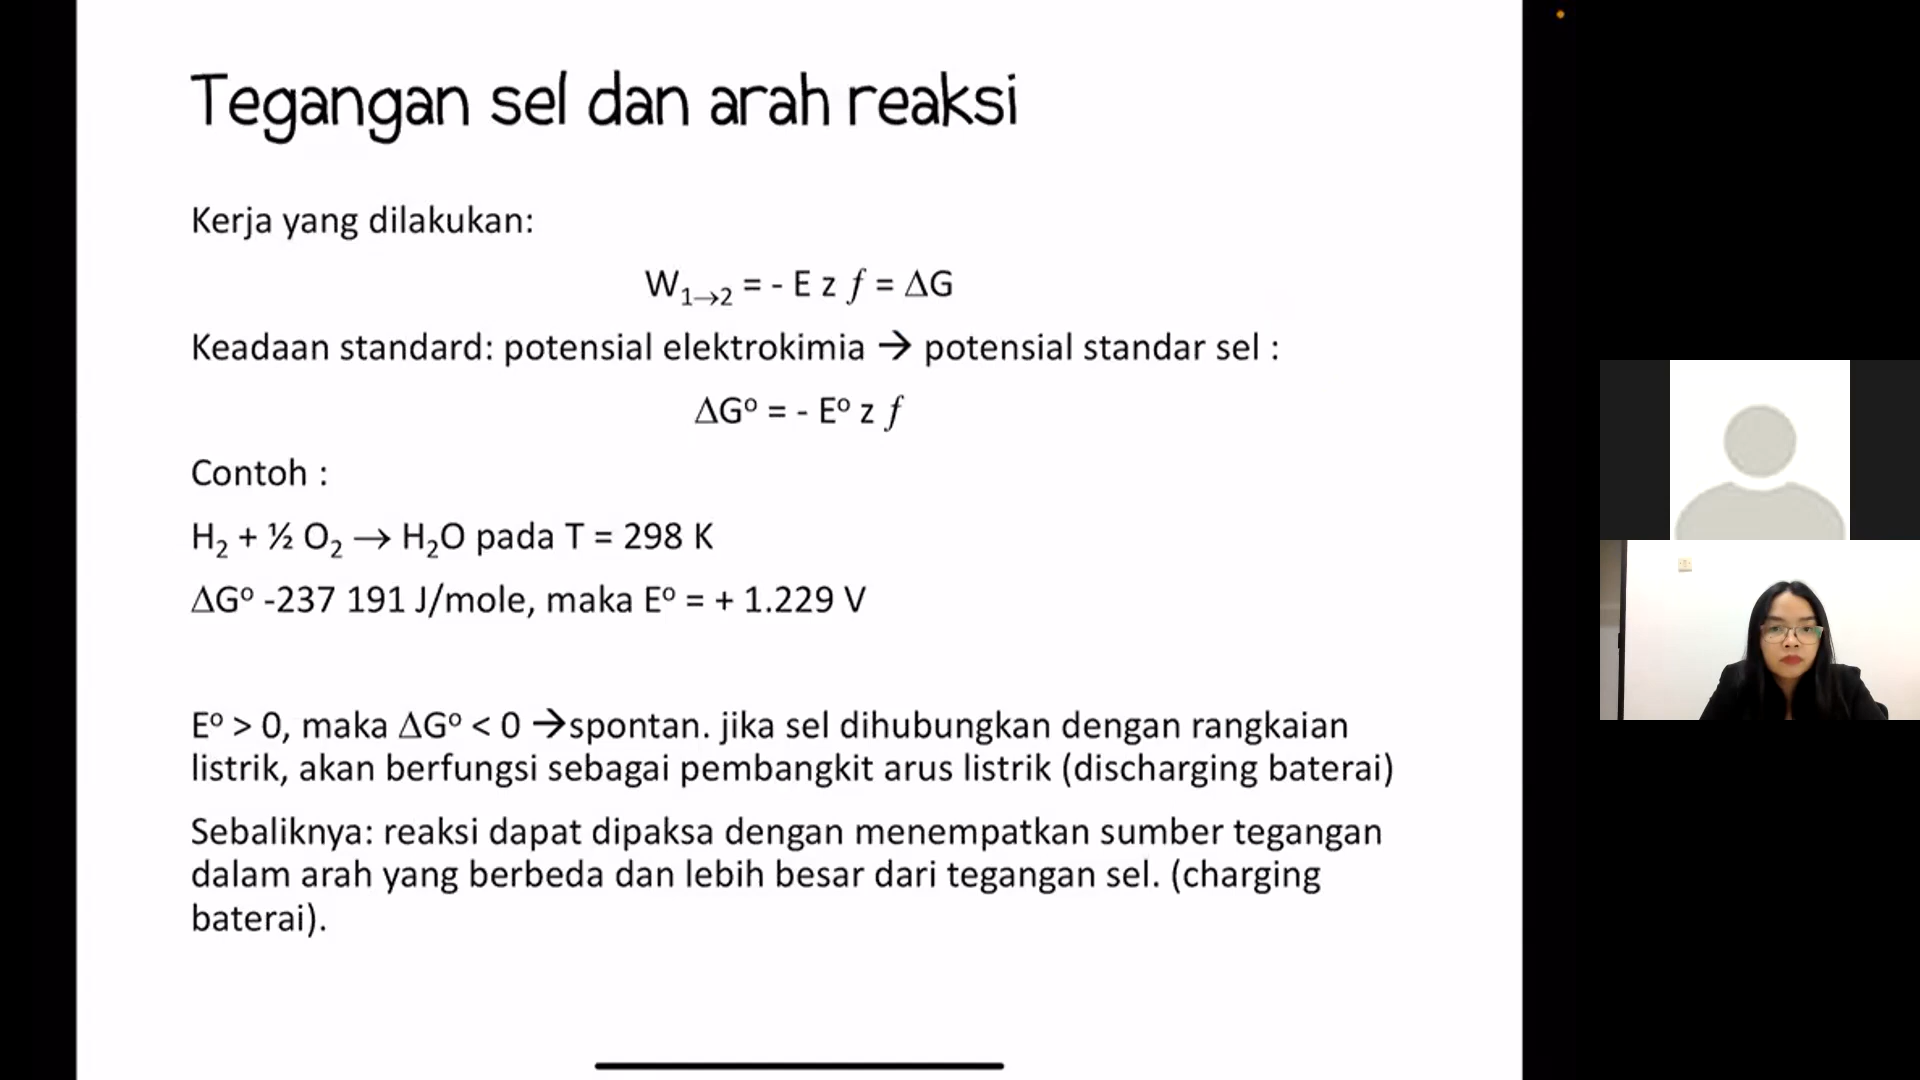 Tegangan sel dan arah reaksi
Kerja yang dilakukan:
W₁→₂ = - E z f = ΔG
Keadaan standard: potensial elektrokimia → potensial standar sel :
ΔGº = - Eº z f
Contoh :
H₂ + ½ O₂ → H₂O pada T = 298 K
ΔGº -237 191 J/mole, maka Eº = + 1.229 V
Eº > 0, maka ΔGº < 0 →spontan. jika sel dihubungkan dengan rangkaian
listrik, akan berfungsi sebagai pembangkit arus listrik (discharging baterai)
Sebaliknya: reaksi dapat dipaksa dengan menempatkan sumber tegangan
dalam arah yang berbeda dan lebih besar dari tegangan sel. (charging
baterai).